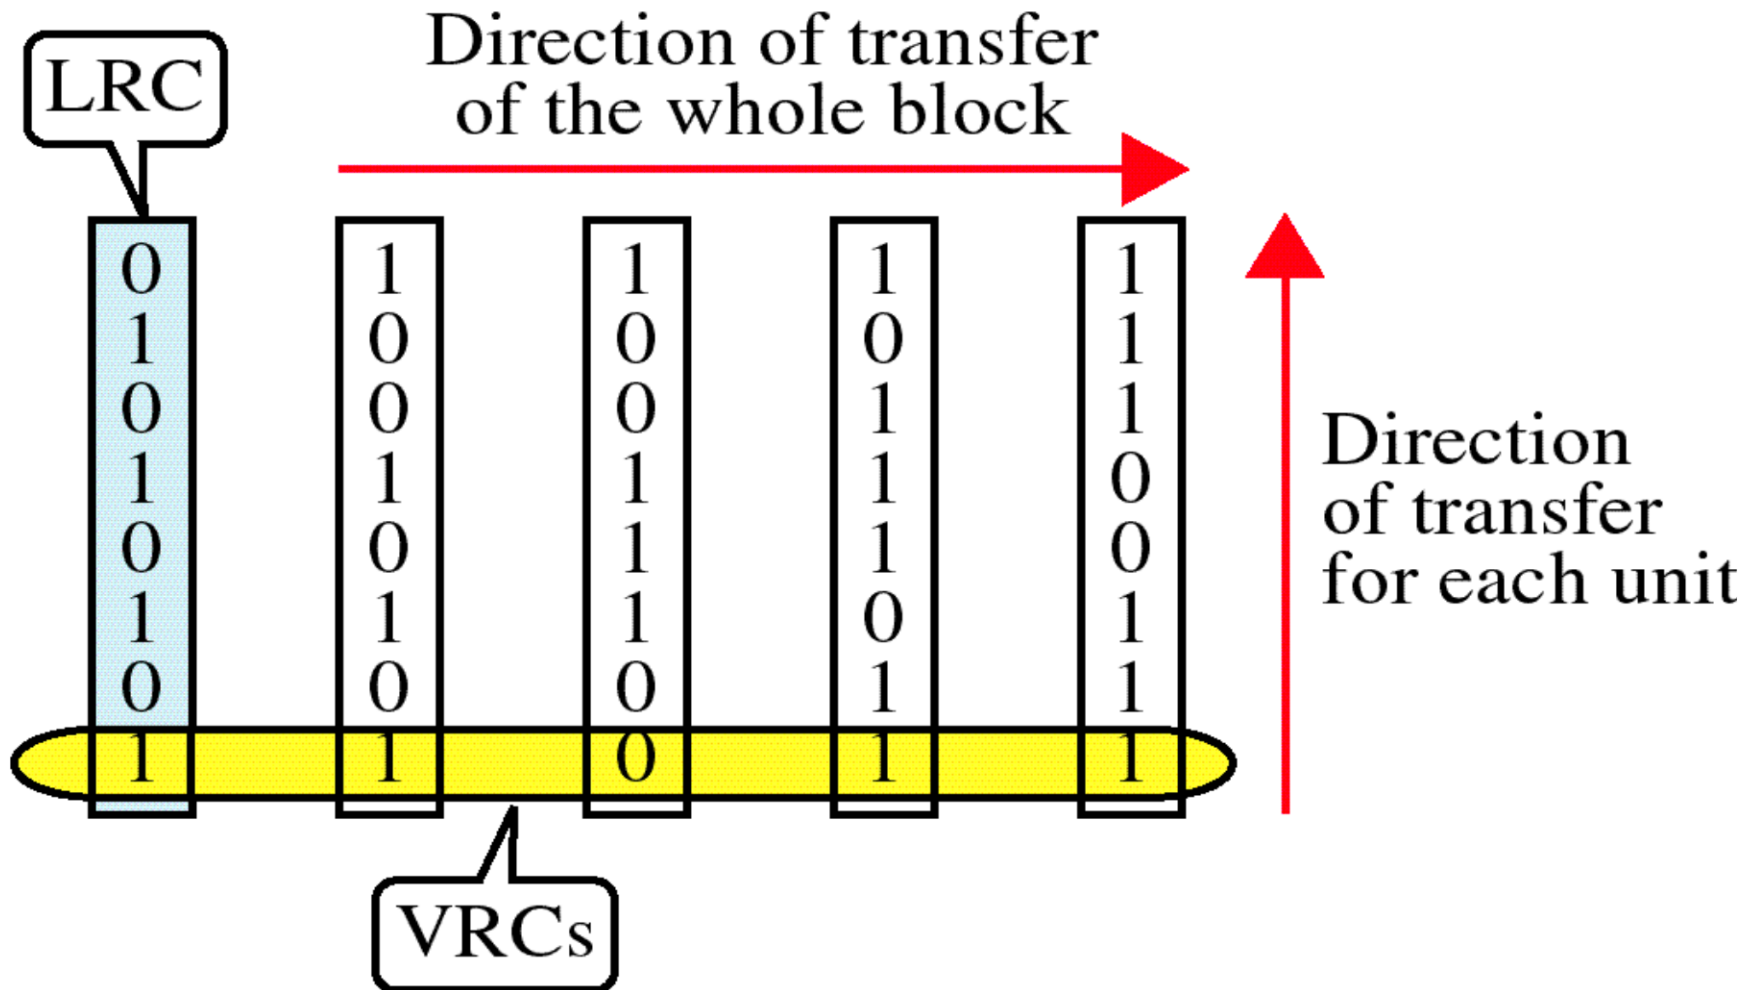 LRC
Direction of transfer
of the whole block
0 1 1 1 1
1 0 0 0 1
0 0 0 1 1
1 1 1 1 0
0 0 1 1 0
1 1 1 0 1
0 0 0 1 1
1 1 0 1 1
Direction
of transfer
for each unit
VRCs